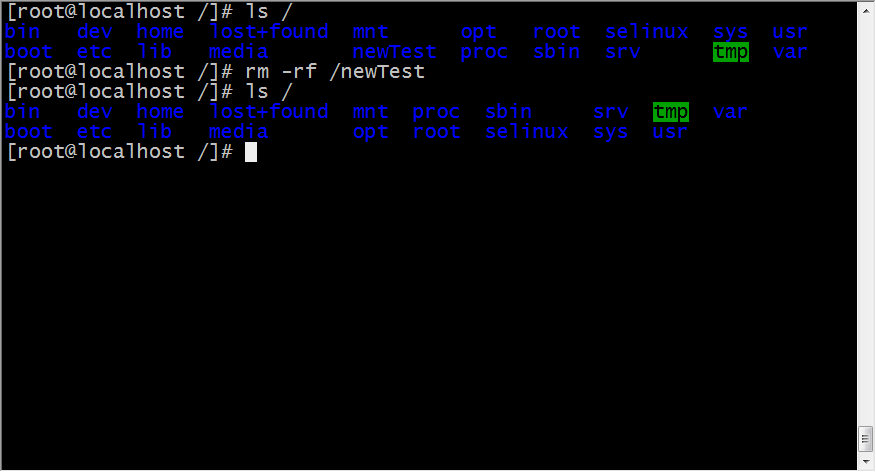 [root@localhost /]# ls /
bin   dev  home  lost+found  mnt      opt   root  selinux  sys  usr
boot  etc  lib   media       newTest  proc  sbin  srv      tmp  var
[root@localhost /]# rm -rf /newTest
[root@localhost /]# ls /
bin   dev  home  lost+found  mnt  proc  sbin     srv  tmp  var
boot  etc  lib   media       opt  root  selinux  sys  usr
[root@localhost /]#